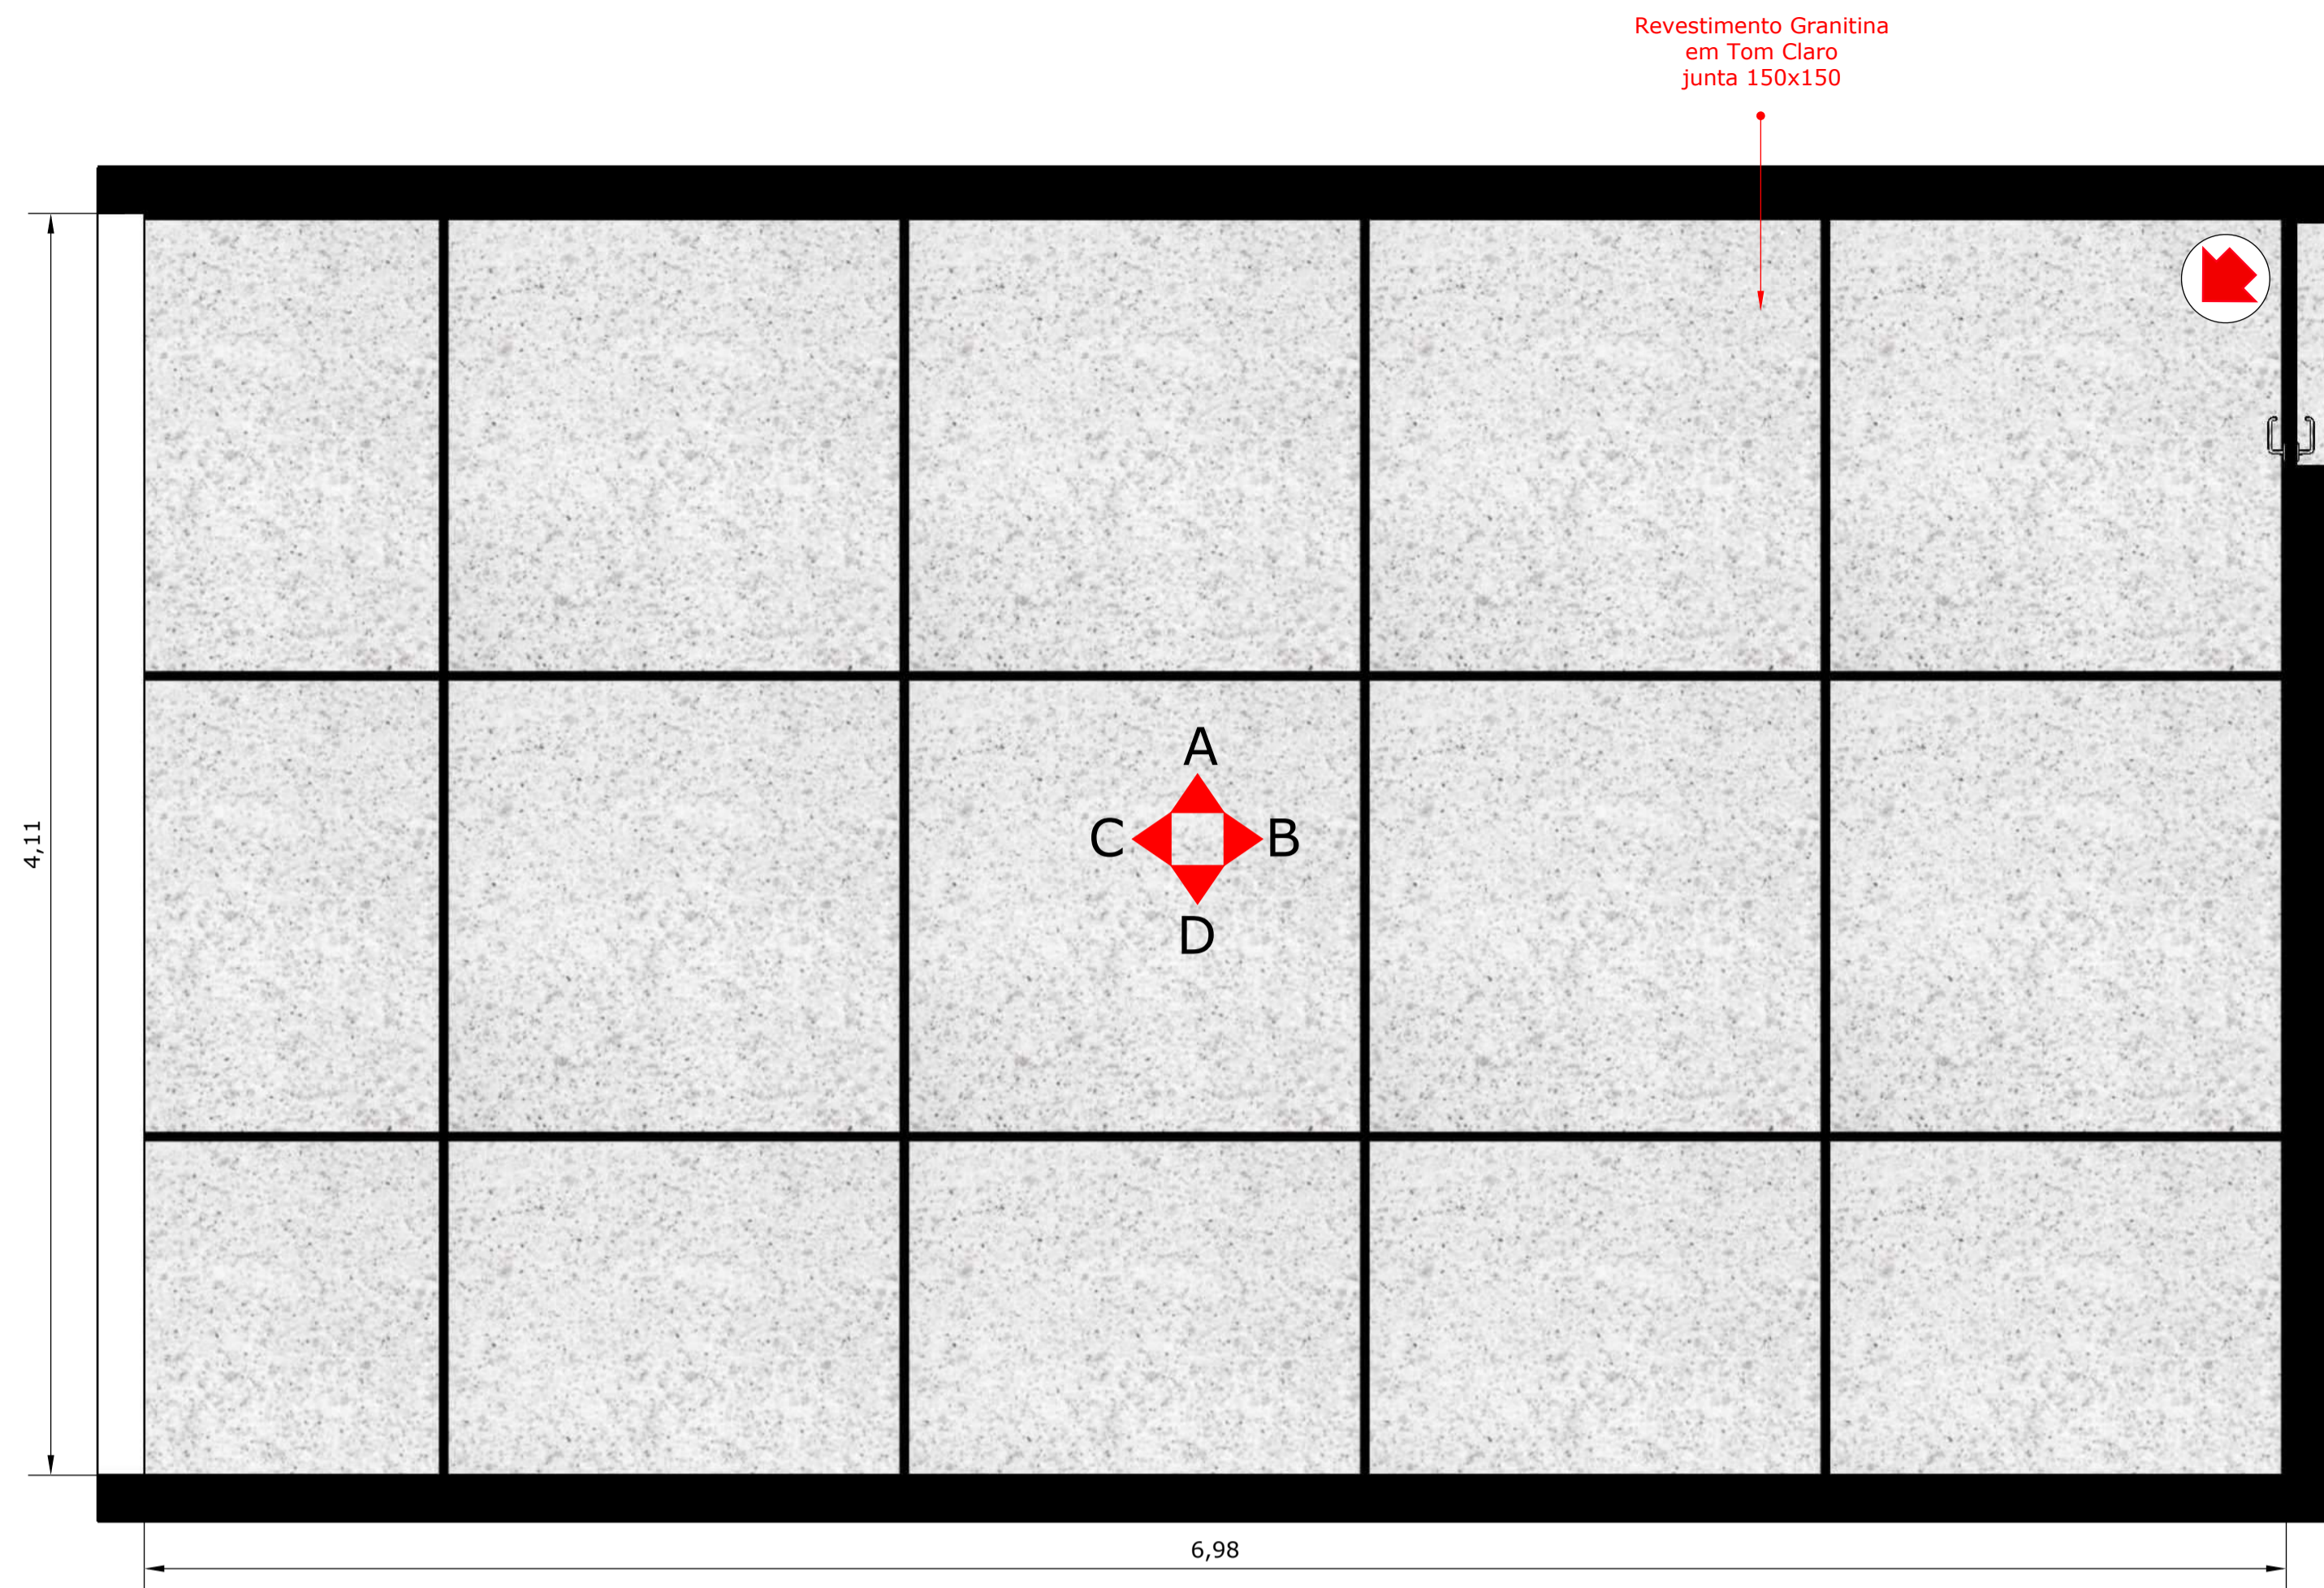 Revestimento Granitina
em Tom Claro
junta 150x150
A
C
B
D
4,11
6,98